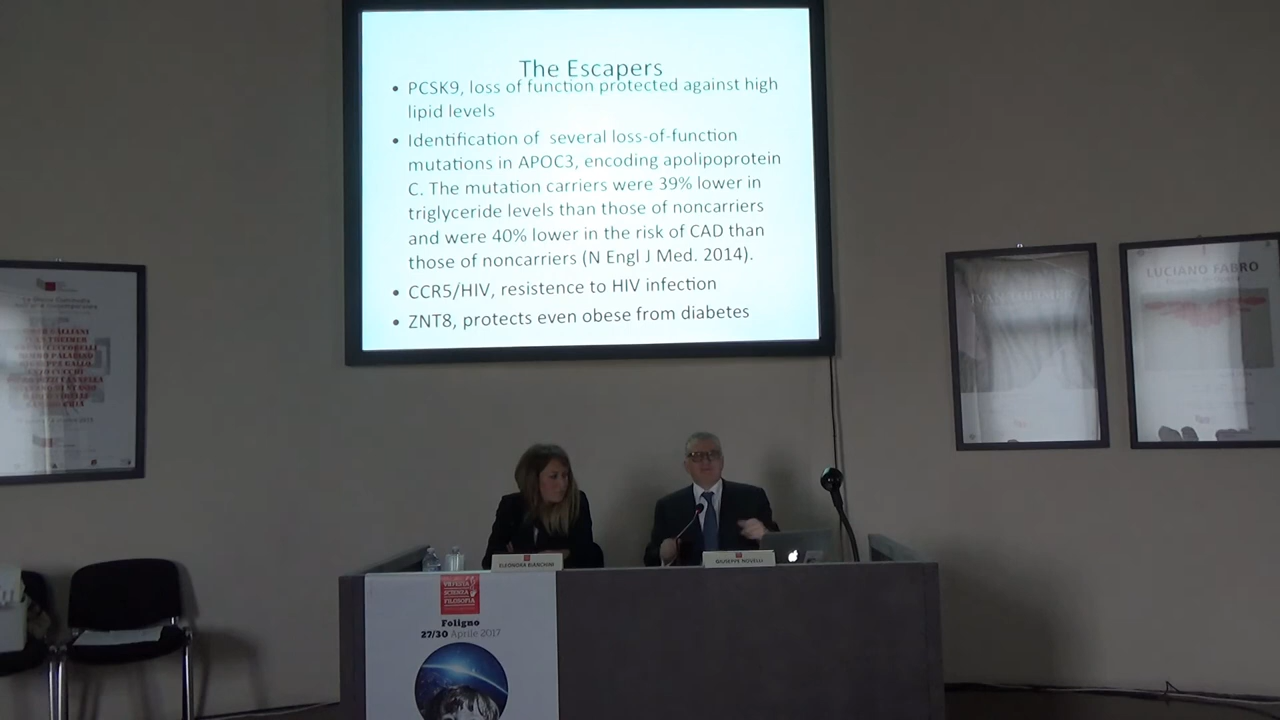 The Escapers
• PCSK9, loss of function protected against high
lipid levels
• Identification of several loss-of-function
mutations in APOC3, encoding apolipoprotein
C. The mutation carriers were 39% lower in
triglyceride levels than those of noncarriers
and were 40% lower in the risk of CAD than
those of noncarriers (N Engl J Med. 2014).
• CCR5/HIV, resistence to HIV infection
• ZNT8, protects even obese from diabetes
LUCIANO FABRO
ELEONORA BIANCHINI
GIUSEPPE NOVELLI
FESTA
SCIENZA
FILOSOFIA
Foligno
27/30 Aprile 2017